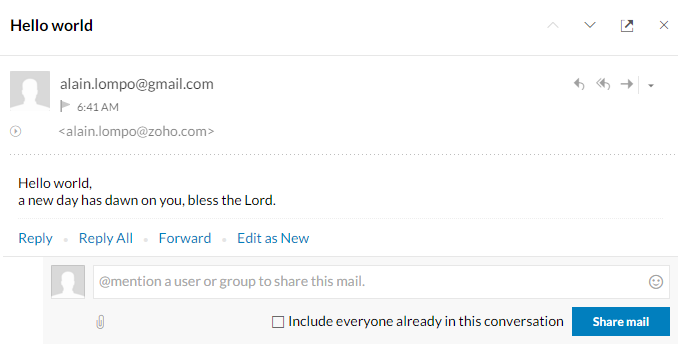 Hello world
alain.lompo@gmail.com
6:41 AM
<alain.lompo@zoho.com>
Hello world,
a new day has dawn on you, bless the Lord.
Reply Reply All Forward Edit as New
@mention a user or group to share this mail.
Include everyone already in this conversation Share mail